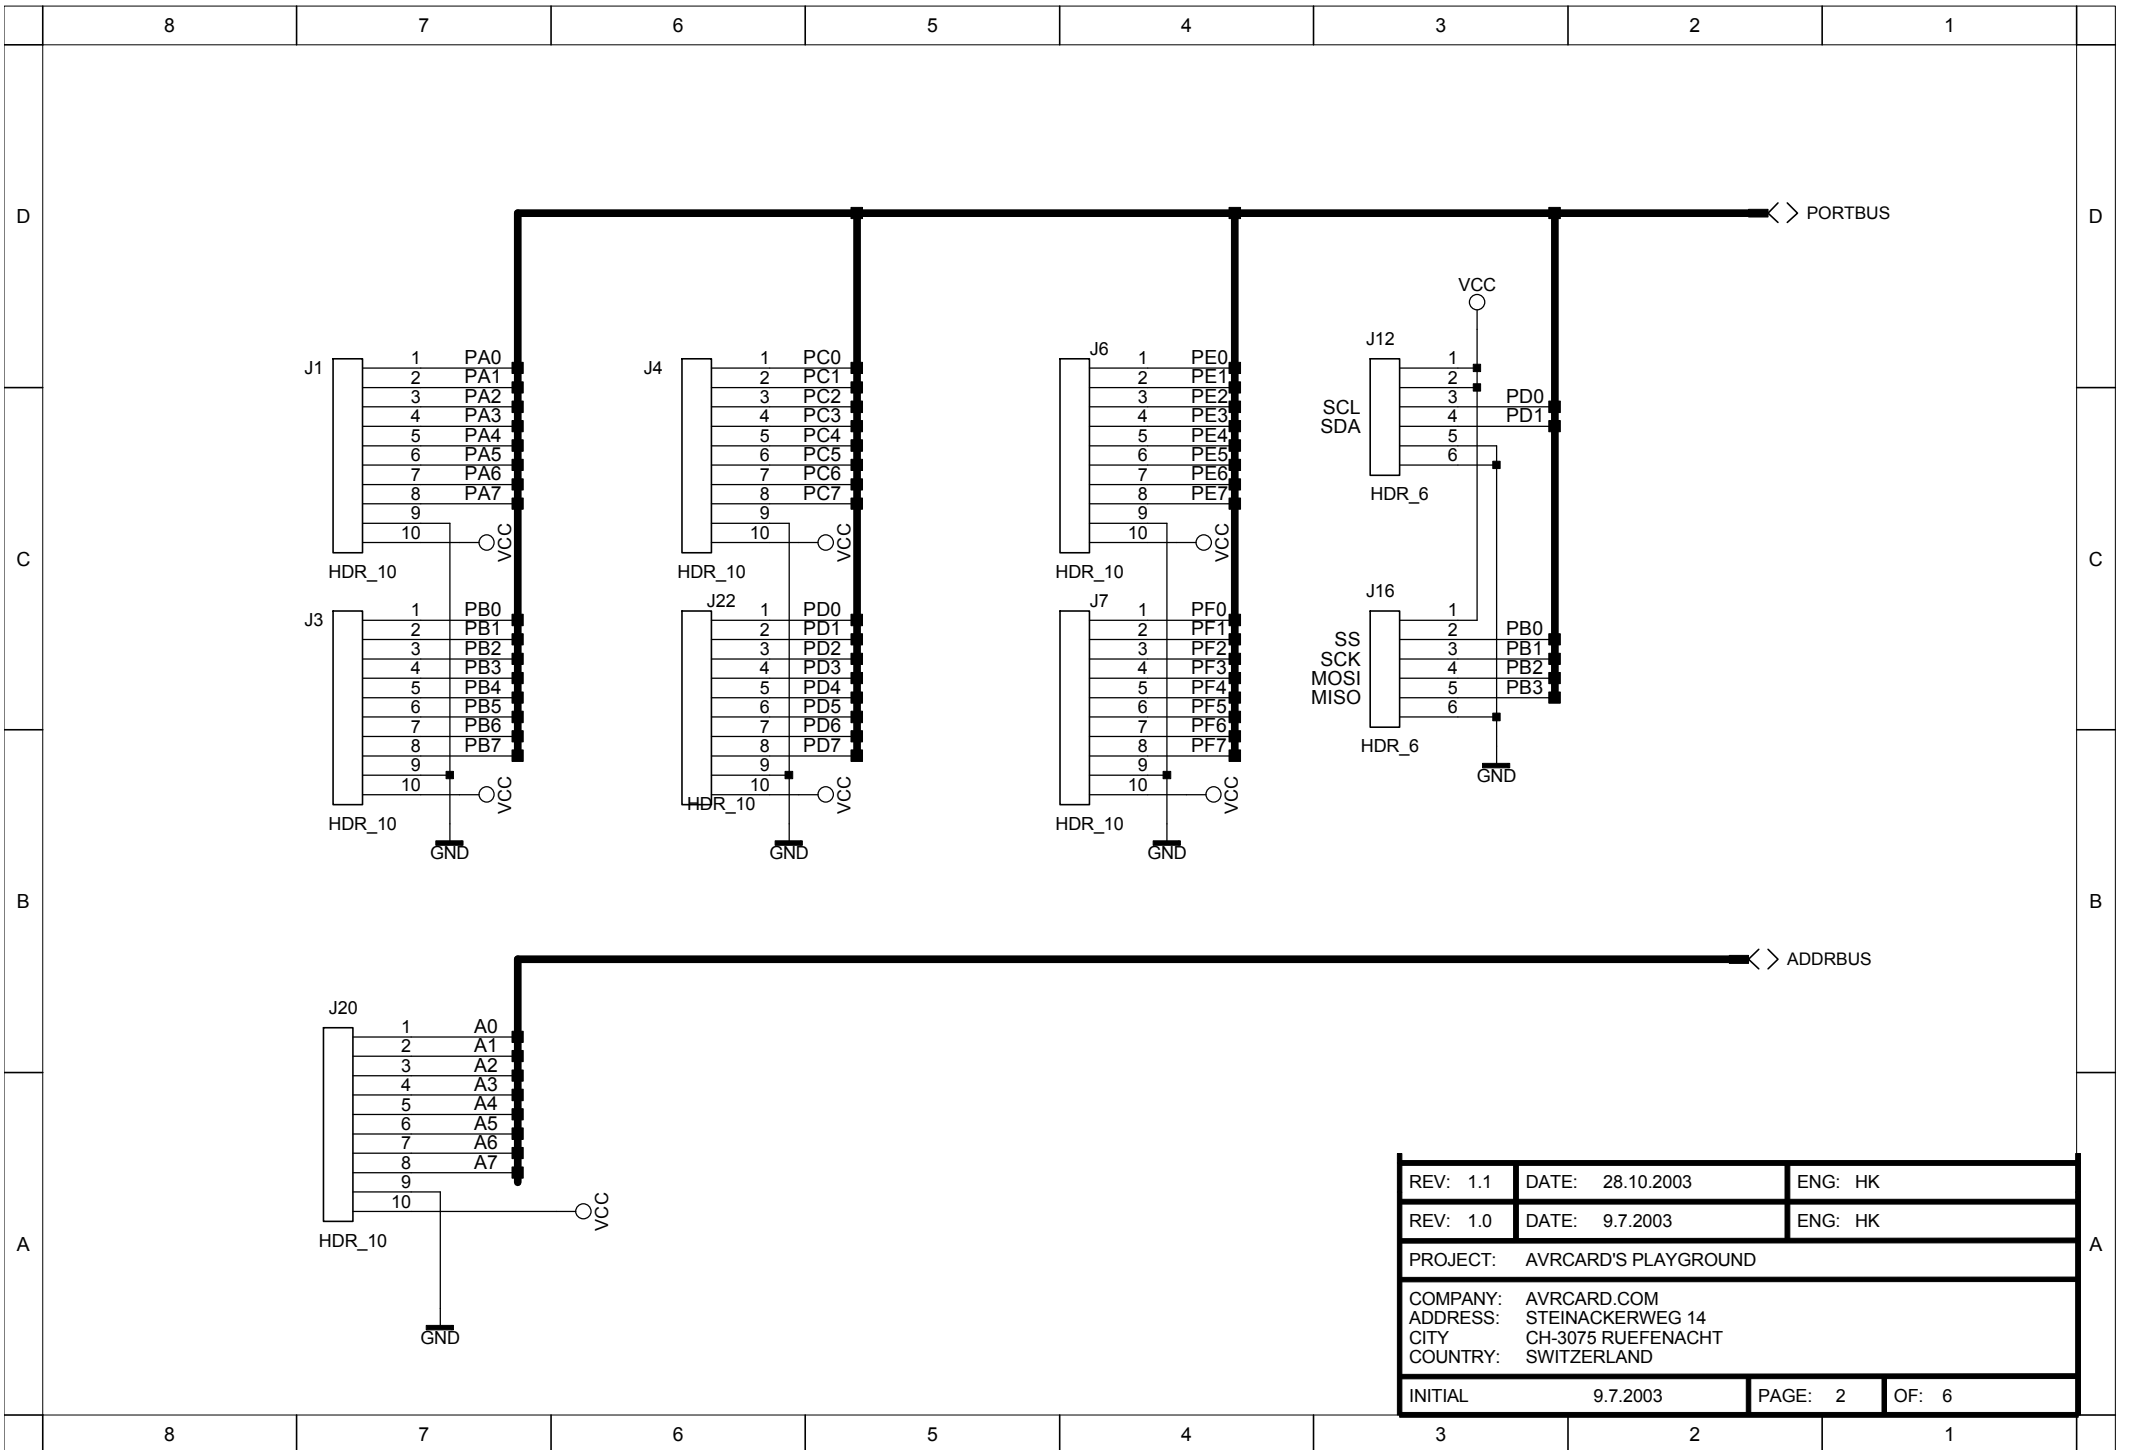 8 7 6 5 4 3 2 1
D D
PORTBUS
VCC
J1
1 PA0
2 PA1
3 PA2
4 PA3
5 PA4
6 PA5
7 PA6
8 PA7
9
10
VCC
HDR_10
J4
1 PC0
2 PC1
3 PC2
4 PC3
5 PC4
6 PC5
7 PC6
8 PC7
9
10
VCC
HDR_10
J6
1 PE0
2 PE1
3 PE2
4 PE3
5 PE4
6 PE5
7 PE6
8 PE7
9
10
VCC
HDR_10
J12
1
2
SCL 3 PD0
SDA 4 PD1
5
6
HDR_6
C C
J3
1 PB0
2 PB1
3 PB2
4 PB3
5 PB4
6 PB5
7 PB6
8 PB7
9
10
VCC
HDR_10
GND
J22
1 PD0
2 PD1
3 PD2
4 PD3
5 PD4
6 PD5
7 PD6
8 PD7
9
10
VCC
HDR_10
GND
J7
1 PF0
2 PF1
3 PF2
4 PF3
5 PF4
6 PF5
7 PF6
8 PF7
9
10
VCC
HDR_10
GND
J16
1
SS 2 PB0
SCK 3 PB1
MOSI 4 PB2
MISO 5 PB3
6
HDR_6
GND
B B
ADDRBUS
J20
1 A0
2 A1
3 A2
4 A3
5 A4
6 A5
7 A6
8 A7
9
10
VCC
HDR_10
GND
A A
REV: 1.1 DATE: 28.10.2003 ENG: HK
REV: 1.0 DATE: 9.7.2003 ENG: HK
PROJECT: AVRCARD'S PLAYGROUND
COMPANY: AVRCARD.COM
ADDRESS: STEINACKERWEG 14
CITY CH-3075 RUEFENACHT
COUNTRY: SWITZERLAND
INITIAL 9.7.2003 PAGE: 2 OF: 6
8 7 6 5 4 3 2 1